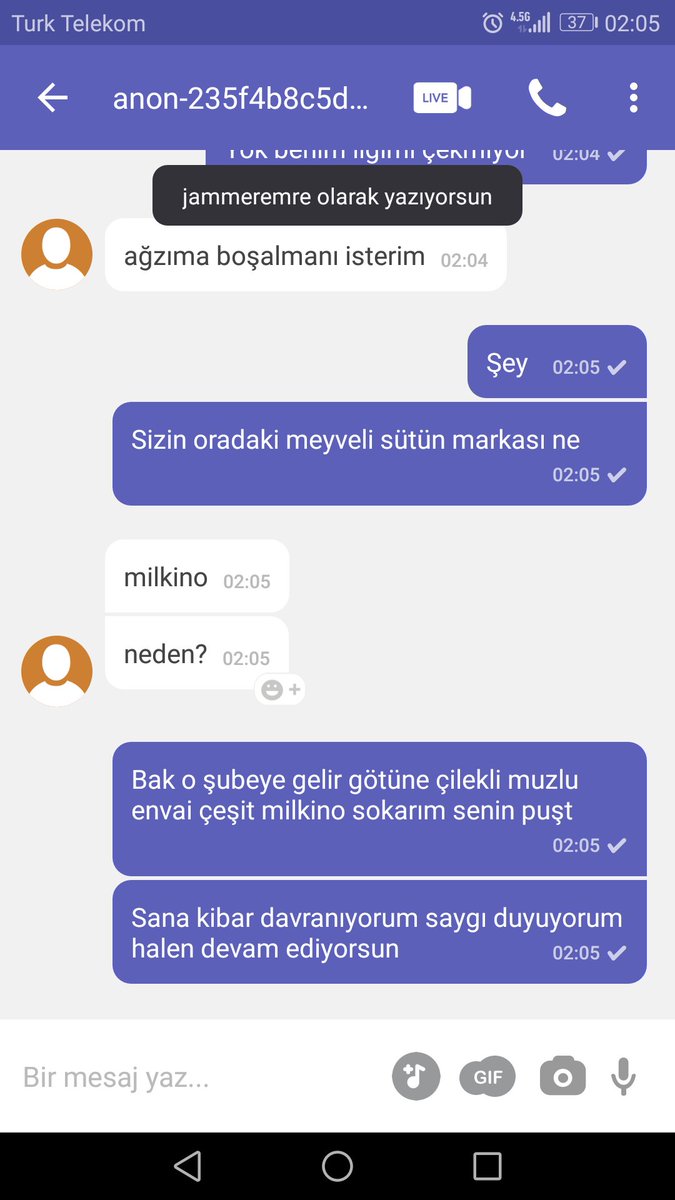 Turk Telekom 4.5G 37 02:05
anon-235f4b8c5d... LIVE
Yok benim ilgimi çekmiyor 02:04
jammeremre olarak yazıyorsun
ağzıma boşalmanı isterim 02:04
Şey 02:05
Sizin oradaki meyveli sütün markası ne
02:05
milkino 02:05
neden? 02:05
Bak o şubeye gelir götüne çilekli muzlu
envai çeşit milkino sokarım senin puşt
02:05
Sana kibar davranıyorum saygı duyuyorum
halen devam ediyorsun 02:05
Bir mesaj yaz... GIF